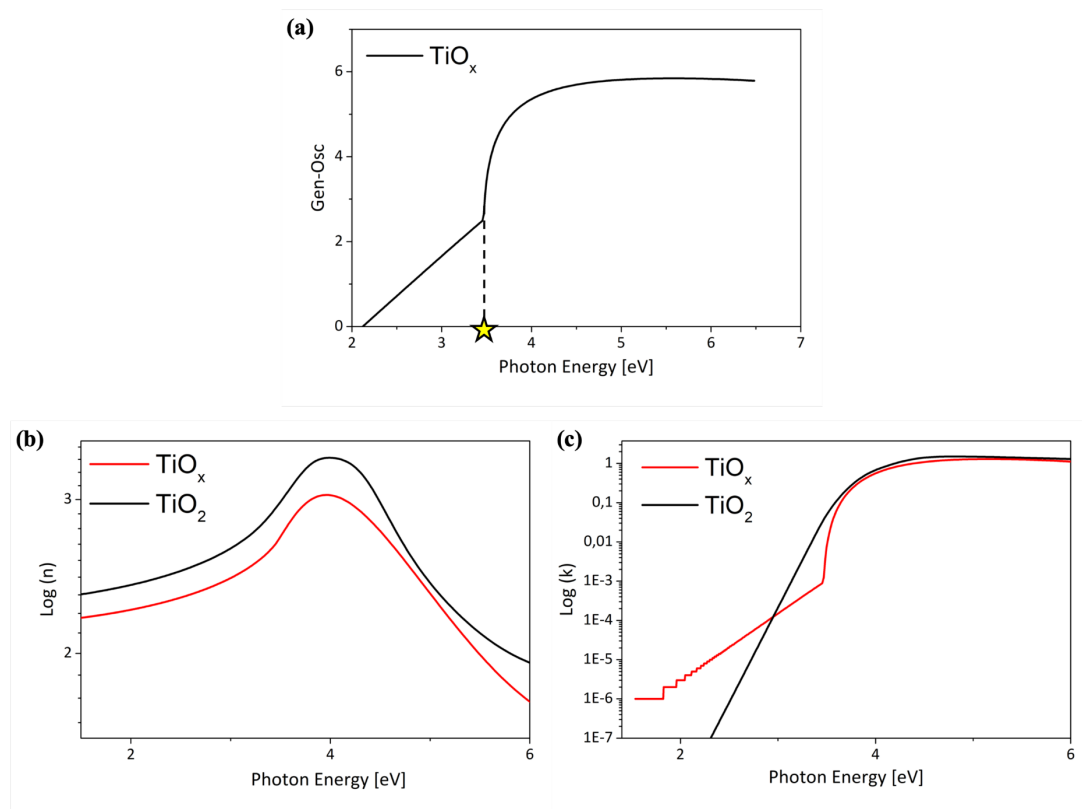 (a)
TiOx
6
4
2
0
Gen-Osc
2 3 4 5 6 7
Photon Energy [eV]
(b)
TiOx
TiO2
3
2
Log (n)
2 4 6
Photon Energy [eV]
(c)
TiOx
TiO2
1
0,1
0,01
1E-3
1E-4
1E-5
1E-6
1E-7
Log (k)
2 4 6
Photon Energy [eV]